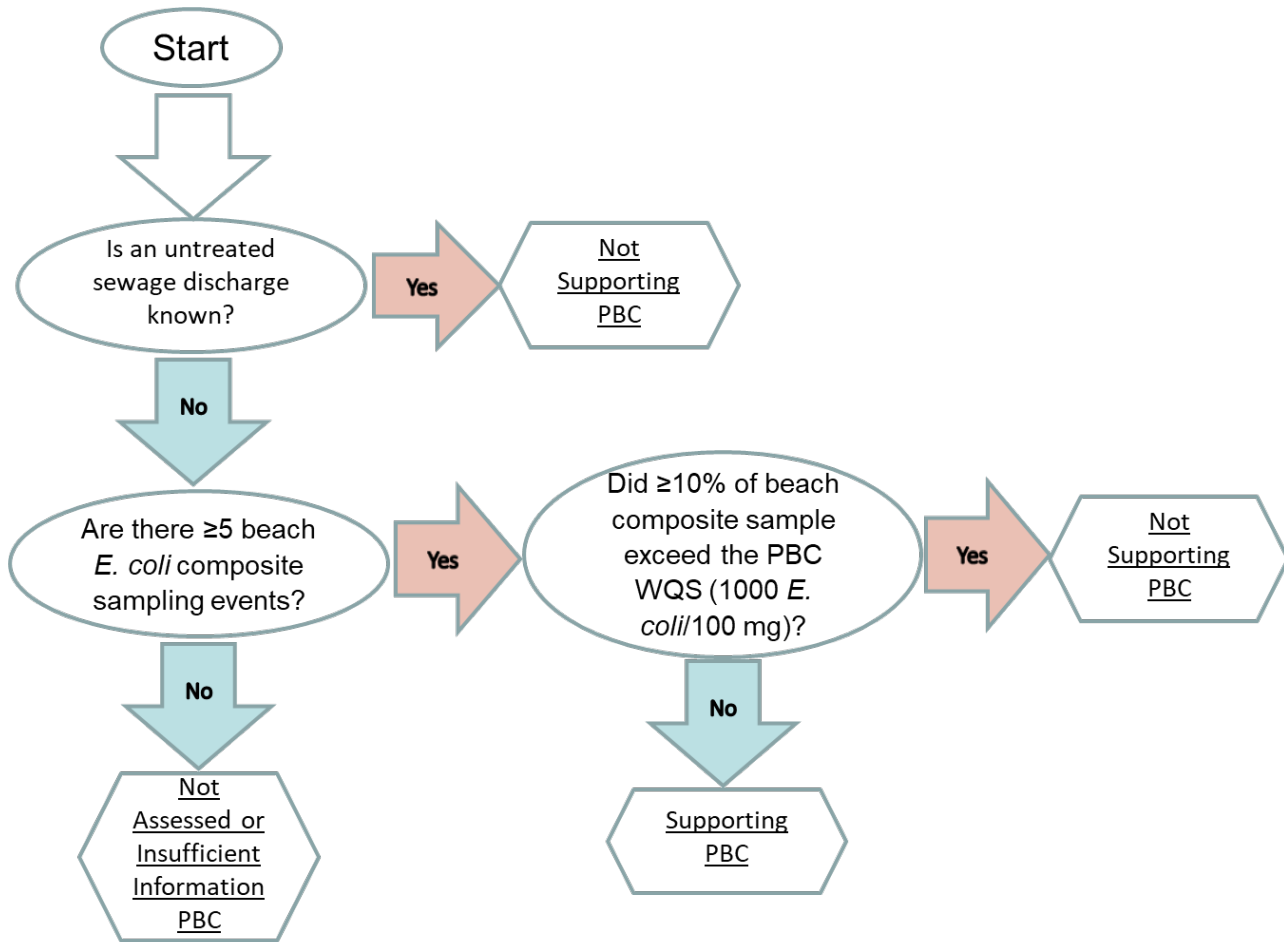 Start
Is an untreated
sewage discharge
known?
Yes
Not
Supporting
PBC
No
Are there ≥5 beach
E. coli composite
sampling events?
Yes
Did ≥10% of beach
composite sample
exceed the PBC
WQS (1000 E.
coli/100 mg)?
Yes
Not
Supporting
PBC
No
Not
Assessed or
Insufficient
Information
PBC
No
Supporting
PBC